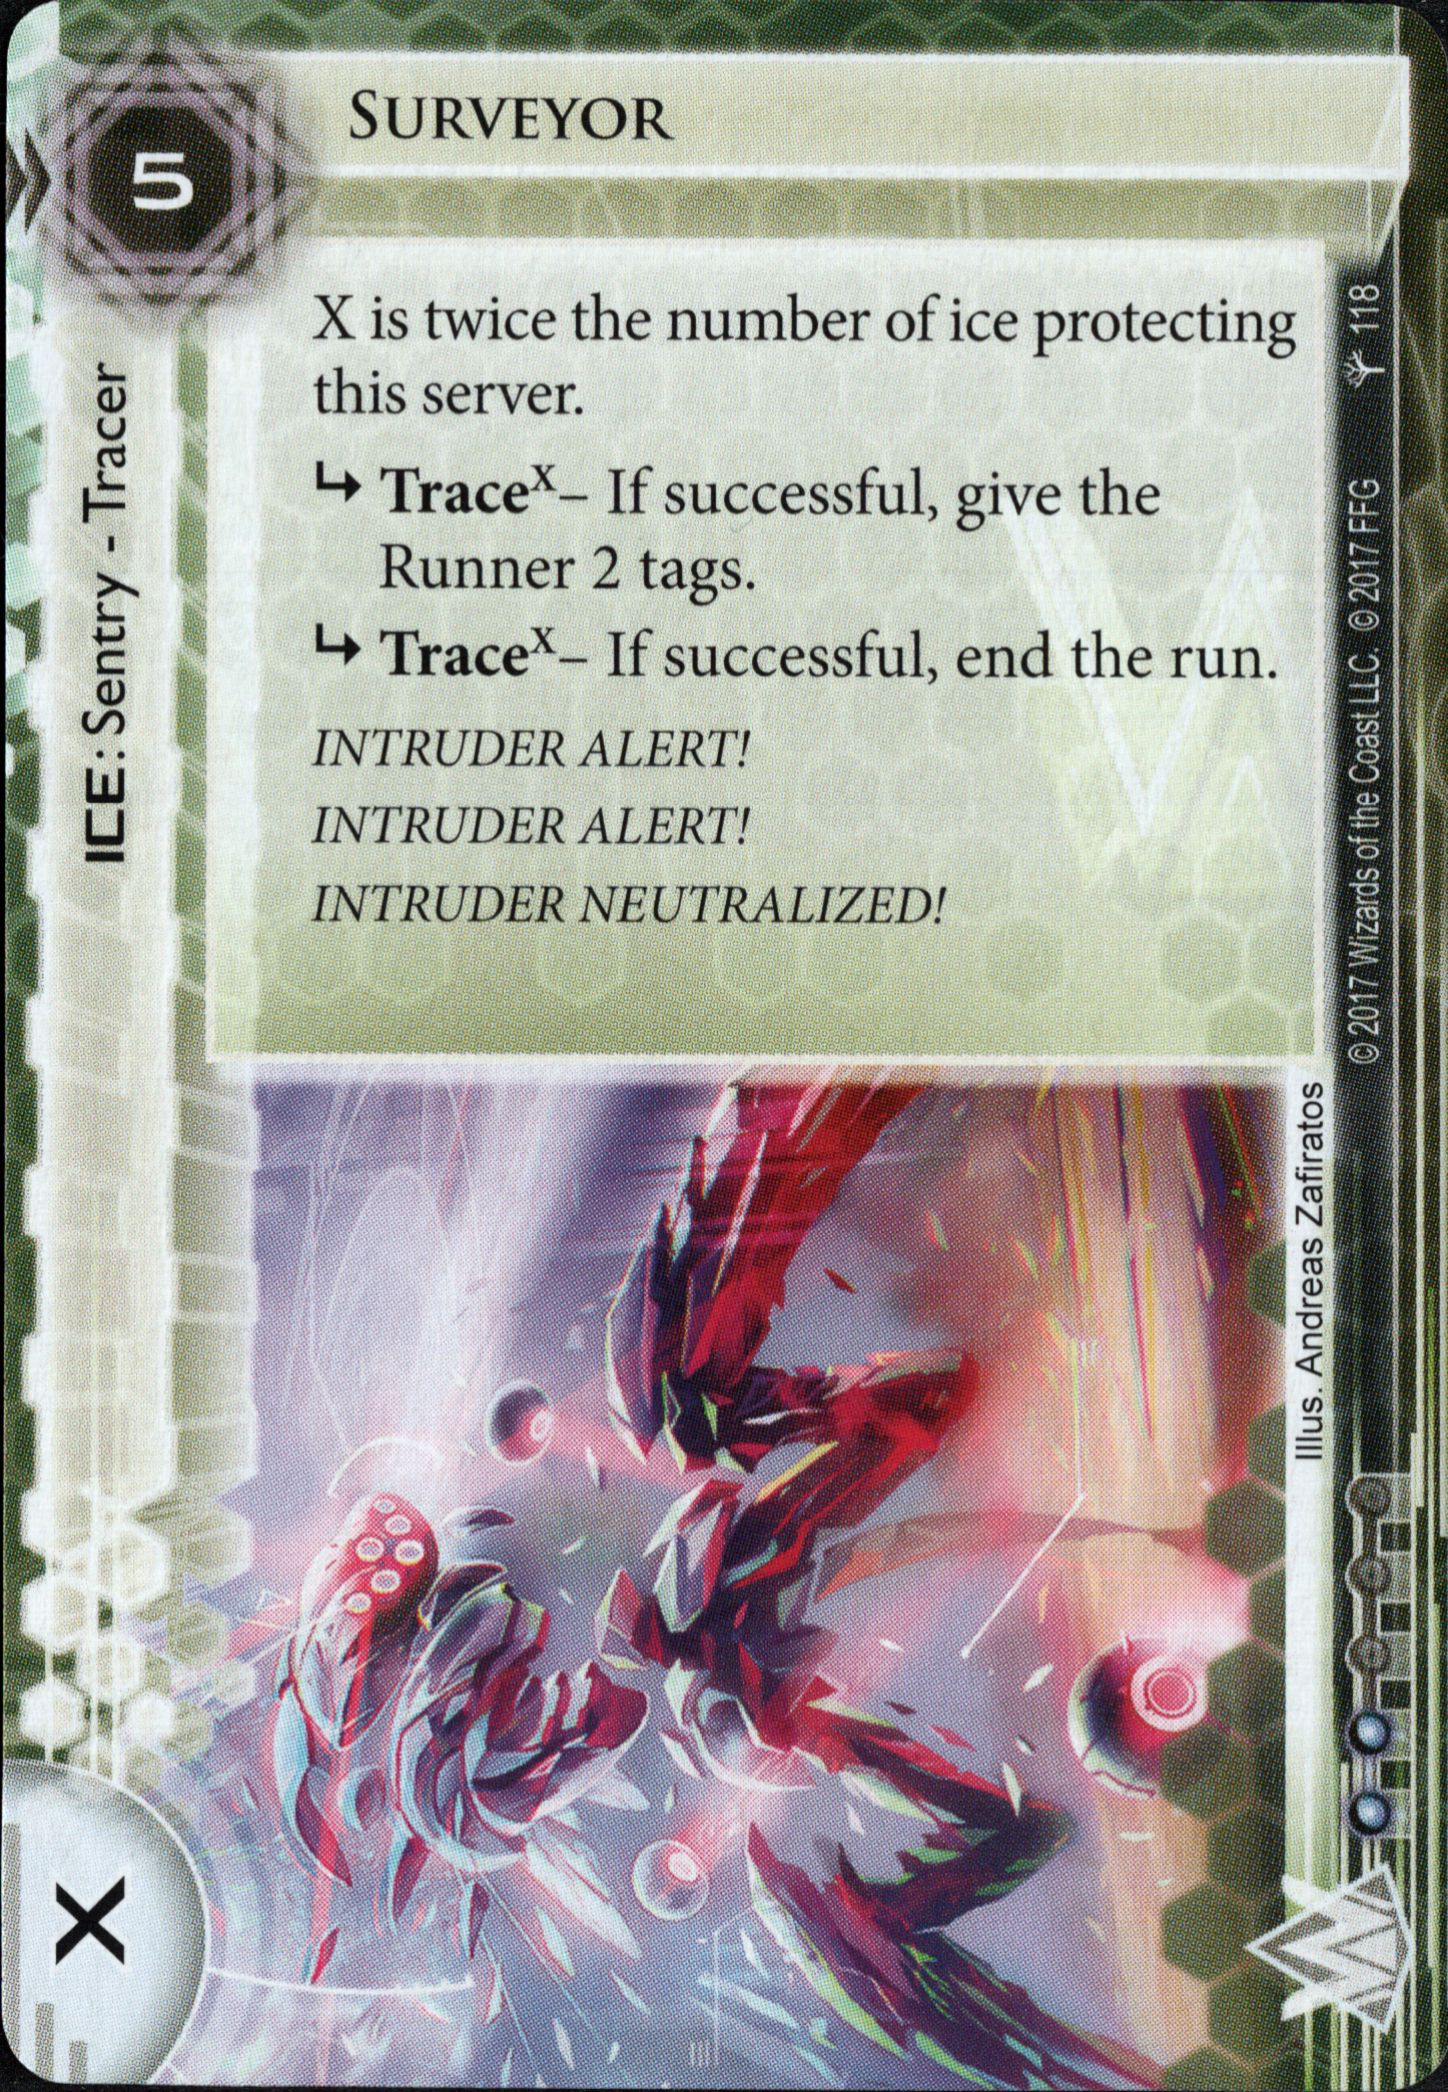 5
SURVEYOR
ICE: Sentry - Tracer
X is twice the number of ice protecting
this server.
↳ Traceˣ– If successful, give the
Runner 2 tags.
↳ Traceˣ– If successful, end the run.
INTRUDER ALERT!
INTRUDER ALERT!
INTRUDER NEUTRALIZED!
X
Illus. Andreas Zafiratos
© 2017 Wizards of the Coast LLC. © 2017 FFG 118